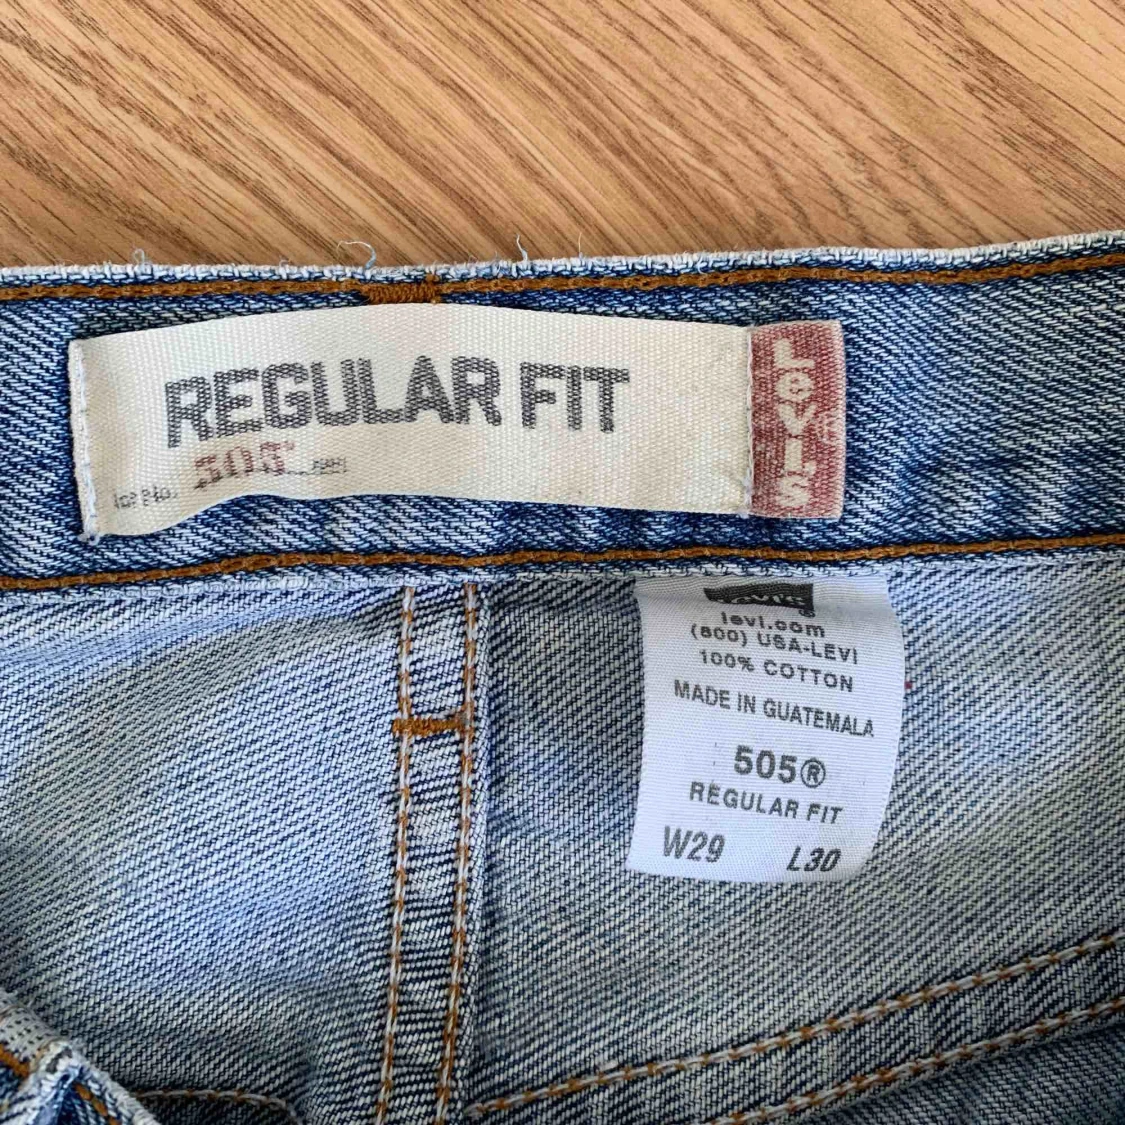 REGULAR FIT
505
LEVI'S
Levi's
levi.com
(800) USA-LEVI
100% COTTON
MADE IN GUATEMALA
505®
REGULAR FIT
W29 L30